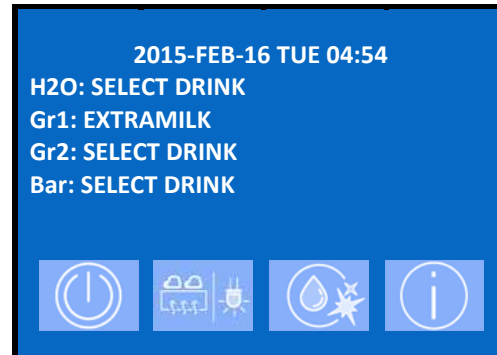 2015-FEB-16 TUE 04:54
H2O: SELECT DRINK
Gr1: EXTRAMILK
Gr2: SELECT DRINK
Bar: SELECT DRINK